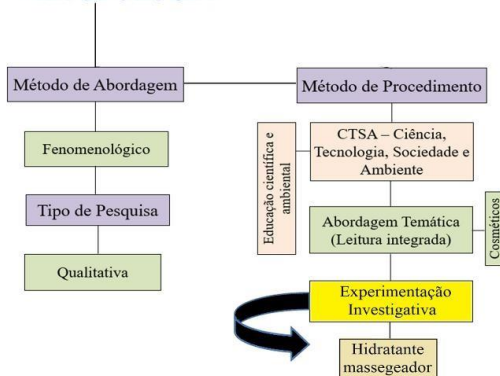 Método de Abordagem
Fenomenológico
Tipo de Pesquisa
Qualitativa
Método de Procedimento
Educação científica e
ambiental
CTSA – Ciência,
Tecnologia, Sociedade e
Ambiente
Abordagem Temática
(Leitura integrada)
Cosméticos
Experimentação
Investigativa
Hidratante
massegeador